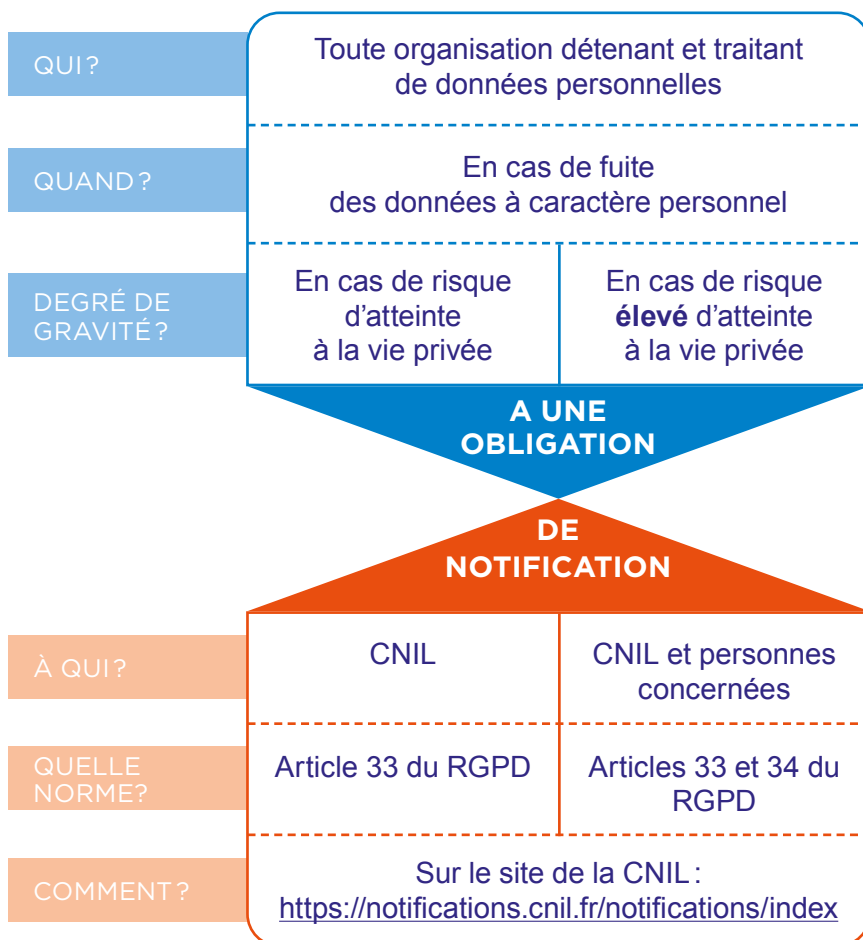 QUI ?
Toute organisation détenant et traitant
de données personnelles
QUAND ?
En cas de fuite
des données à caractère personnel
DEGRÉ DE
GRAVITÉ ?
En cas de risque
d’atteinte
à la vie privée
En cas de risque
élevé d’atteinte
à la vie privée
A UNE
OBLIGATION
DE
NOTIFICATION
À QUI ?
CNIL
CNIL et personnes
concernées
QUELLE
NORME?
Article 33 du RGPD
Articles 33 et 34 du
RGPD
COMMENT ?
Sur le site de la CNIL :
https://notifications.cnil.fr/notifications/index